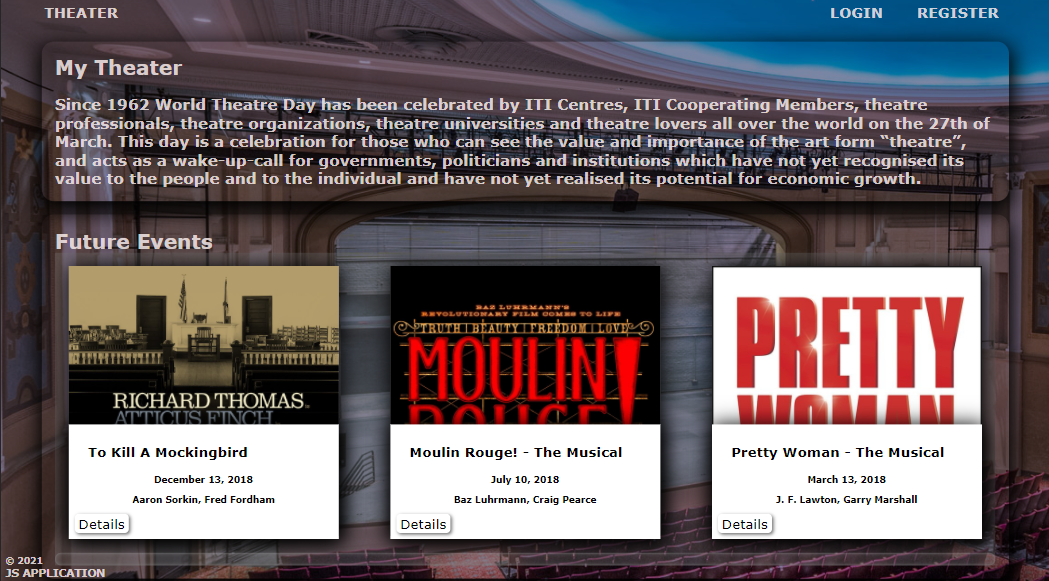 THEATER
LOGIN
REGISTER
My Theater
Since 1962 World Theatre Day has been celebrated by ITI Centres, ITI Cooperating Members, theatre
professionals, theatre organizations, theatre universities and theatre lovers all over the world on the 27th of
March. This day is a celebration for those who can see the value and importance of the art form “theatre”,
and acts as a wake-up-call for governments, politicians and institutions which have not yet recognised its
value to the people and to the individual and have not yet realised its potential for economic growth.
Future Events
RICHARD THOMAS
ATTICUS FINCH
To Kill A Mockingbird
December 13, 2018
Aaron Sorkin, Fred Fordham
Details
BAZ LUHRMANN'S
REVOLUTIONARY FILM COMES TO LIFE
TRUTH | BEAUTY | FREEDOM | LOVE
MOULIN
ROUGE!
Moulin Rouge! - The Musical
July 10, 2018
Baz Luhrmann, Craig Pearce
Details
PRETTY
WOMAN
Pretty Woman - The Musical
March 13, 2018
J. F. Lawton, Garry Marshall
Details
© 2021
JS APPLICATION